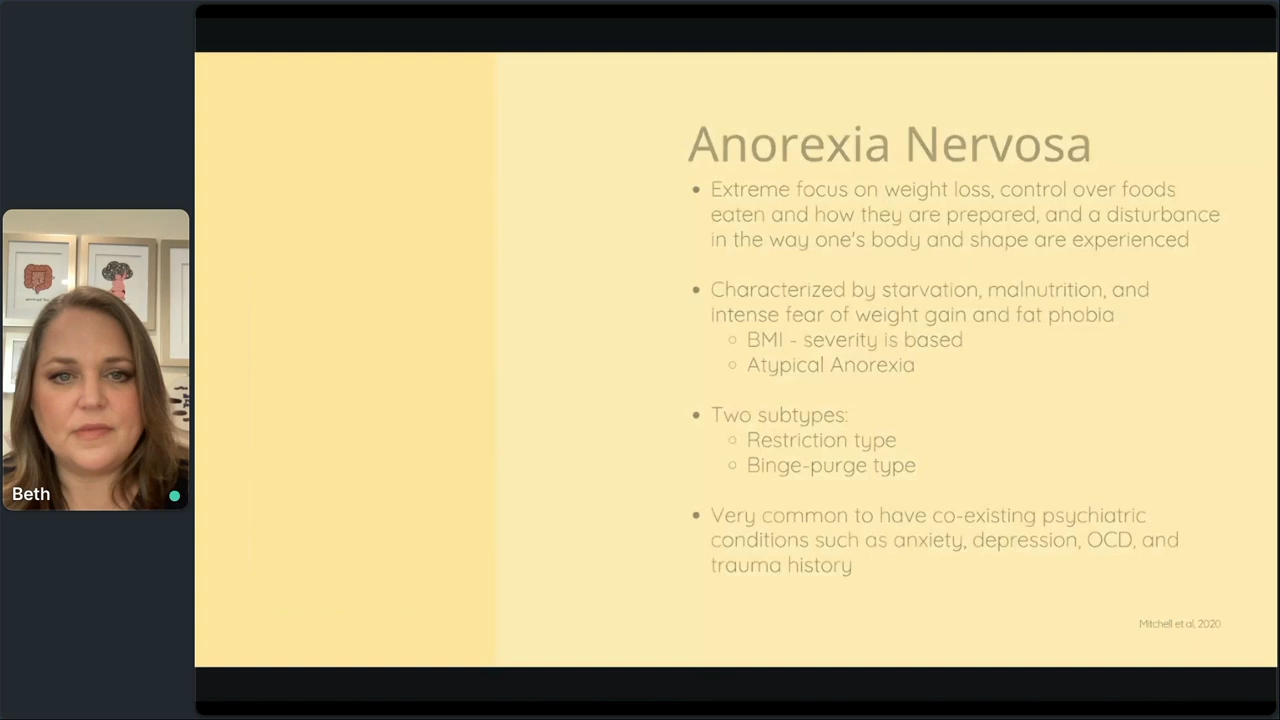 Anorexia Nervosa
• Extreme focus on weight loss, control over foods
eaten and how they are prepared, and a disturbance
in the way one's body and shape are experienced
• Characterized by starvation, malnutrition, and
intense fear of weight gain and fat phobia
○ BMI - severity is based
○ Atypical Anorexia
• Two subtypes:
○ Restriction type
○ Binge-purge type
• Very common to have co-existing psychiatric
conditions such as anxiety, depression, OCD, and
trauma history
Mitchell et al, 2020
Beth